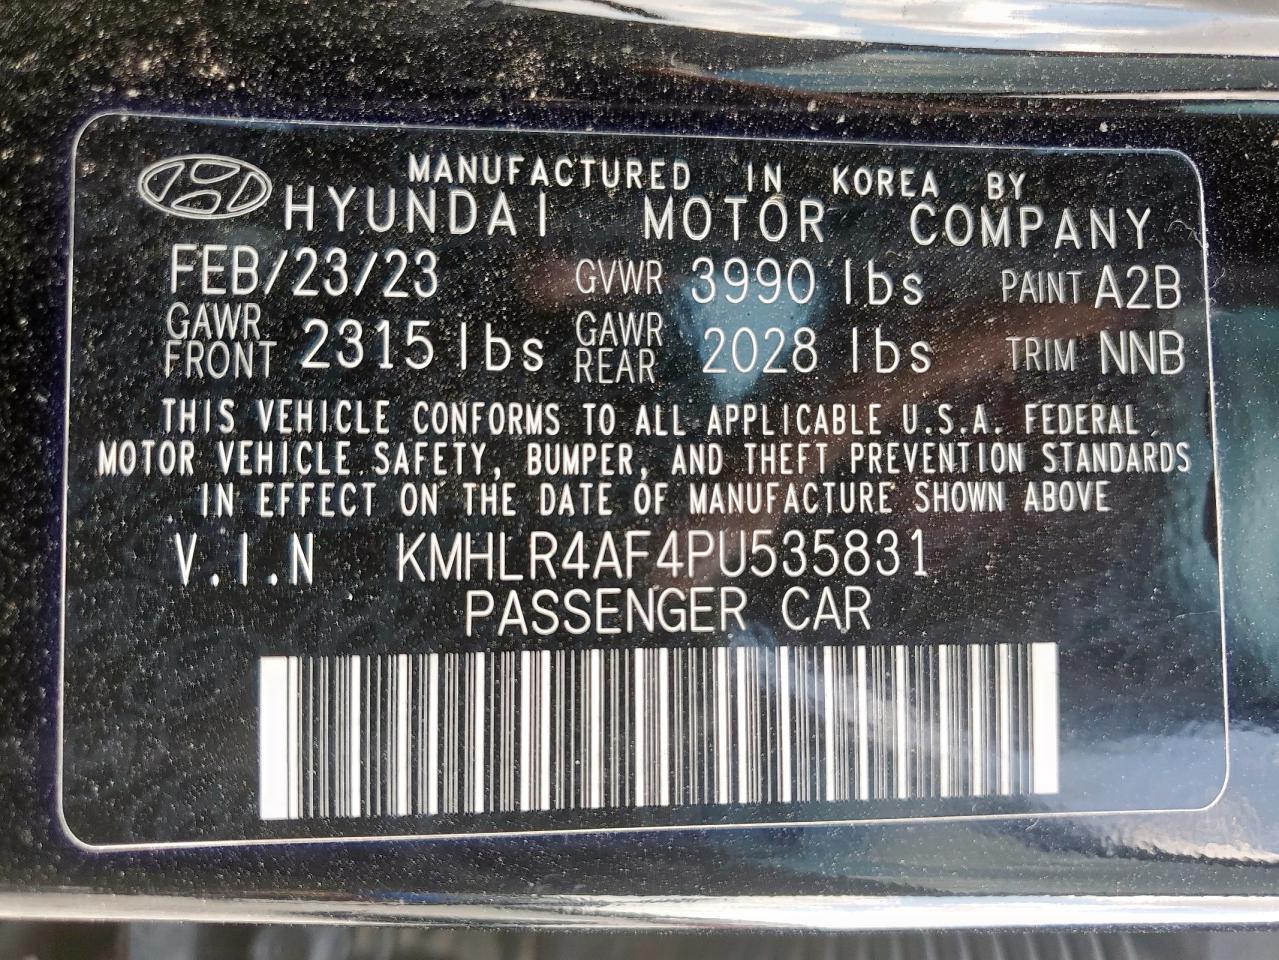 MANUFACTURED IN KOREA BY
HYUNDAI MOTOR COMPANY
FEB/23/23 GVWR 3990 lbs PAINT A2B
GAWR FRONT 2315 lbs GAWR REAR 2028 lbs TRIM NNB
THIS VEHICLE CONFORMS TO ALL APPLICABLE U.S.A. FEDERAL
MOTOR VEHICLE SAFETY, BUMPER, AND THEFT PREVENTION STANDARDS
IN EFFECT ON THE DATE OF MANUFACTURE SHOWN ABOVE
V.I.N KMHLR4AF4PU535831
PASSENGER CAR